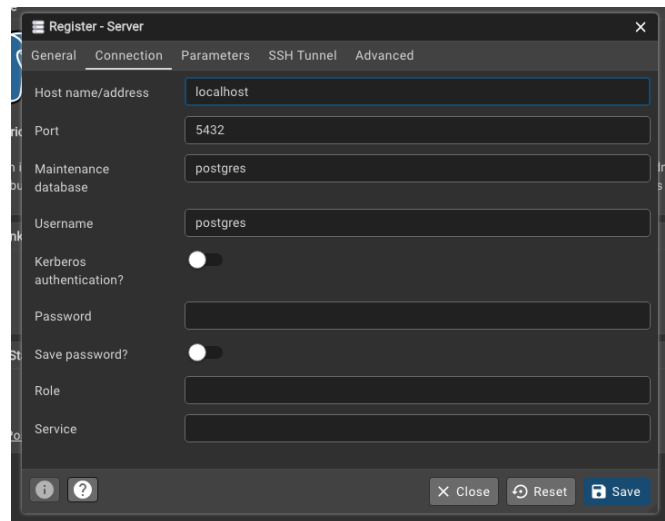 Register - Server
General Connection Parameters SSH Tunnel Advanced
Host name/address
localhost
Port
5432
Maintenance
database
postgres
Username
postgres
Kerberos
authentication?
Password
Save password?
Role
Service
Close Reset Save